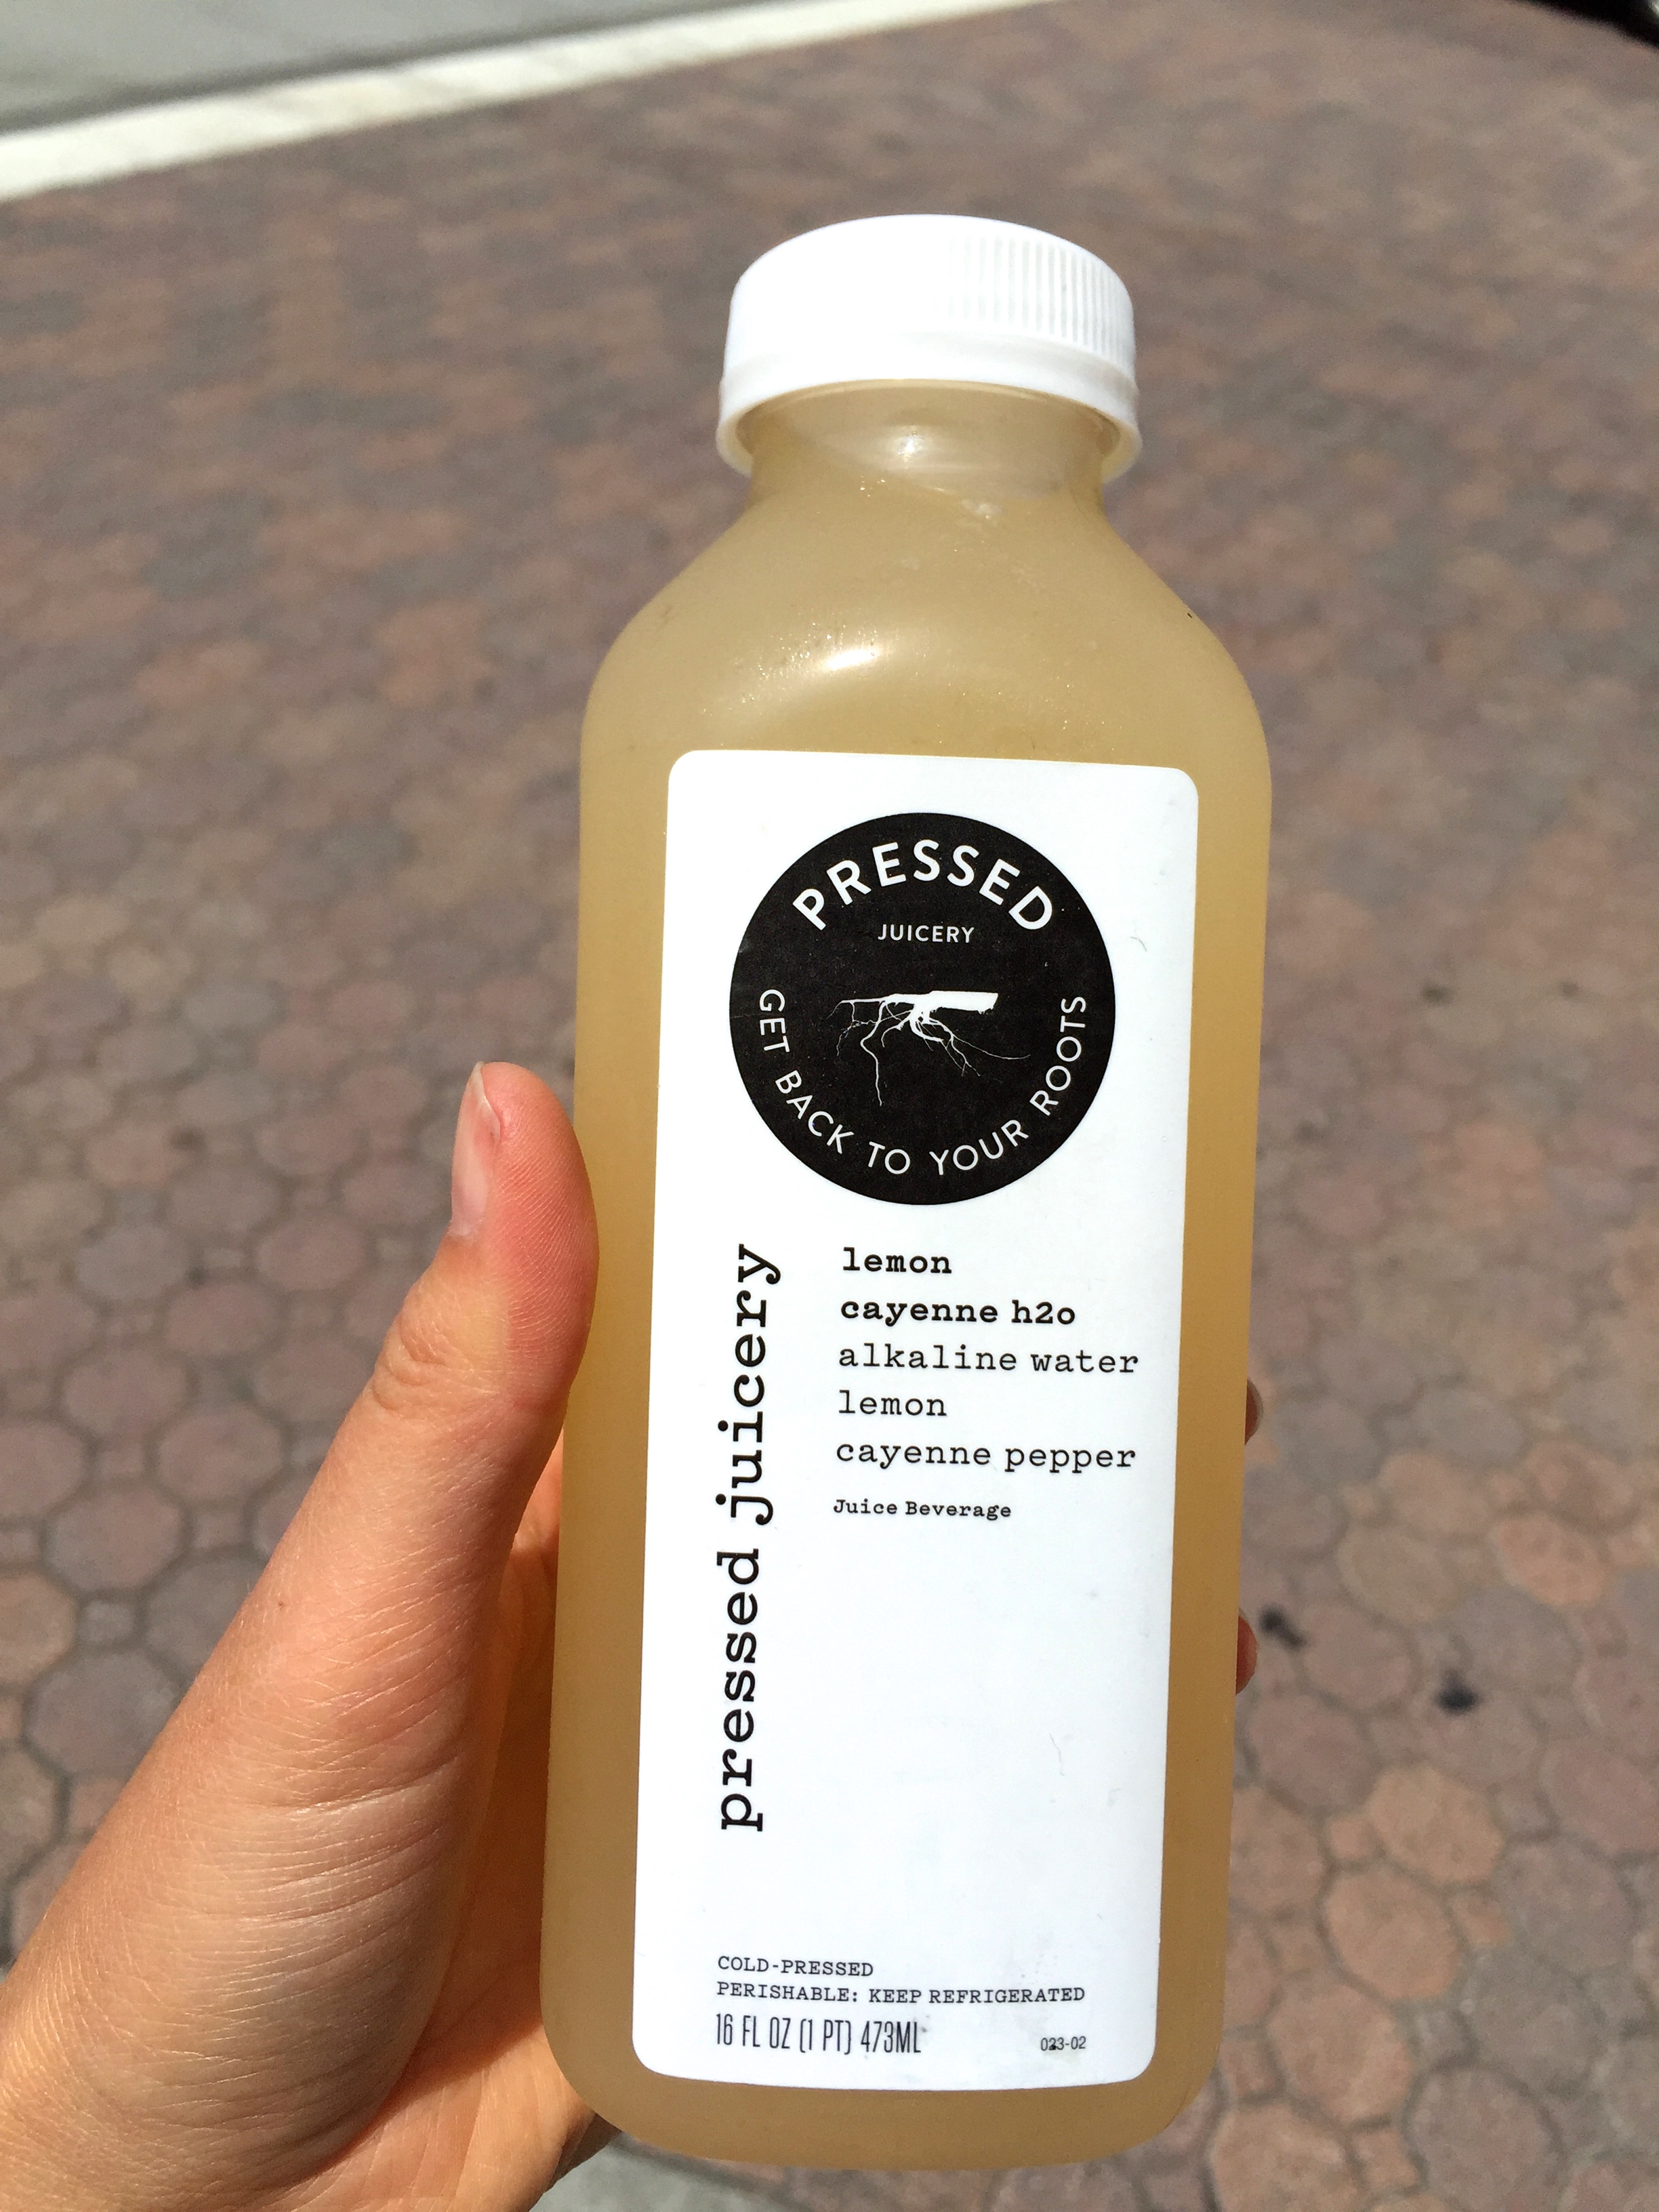 PRESSED
JUICERY
GET BACK TO YOUR ROOTS
pressed juicery
lemon
cayenne h2o
alkaline water
lemon
cayenne pepper
Juice Beverage
COLD-PRESSED
PERISHABLE: KEEP REFRIGERATED
16 FL OZ (1 PT) 473ML
023-02